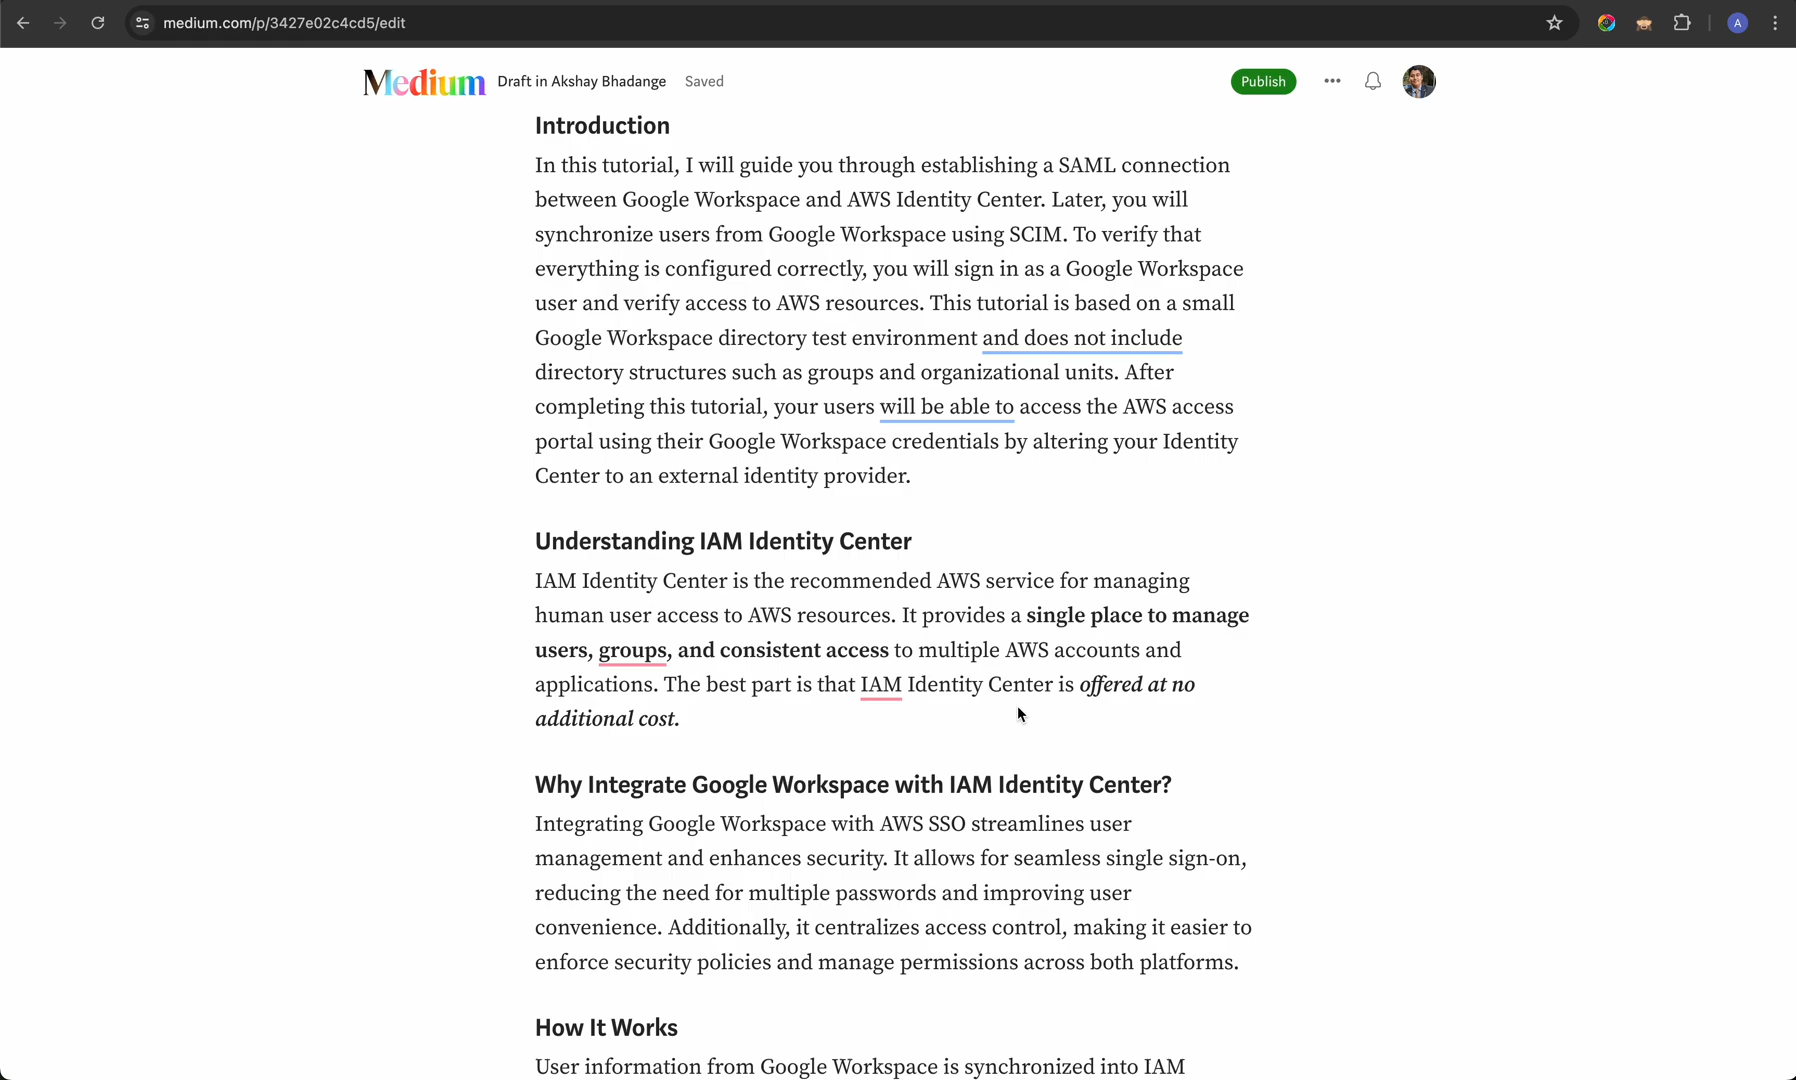 medium.com/p/3427e02c4cd5/edit
A
Medium
Draft in Akshay Bhadange
Saved
Publish
Introduction
In this tutorial, I will guide you through establishing a SAML connection
between Google Workspace and AWS Identity Center. Later, you will
synchronize users from Google Workspace using SCIM. To verify that
everything is configured correctly, you will sign in as a Google Workspace
user and verify access to AWS resources. This tutorial is based on a small
Google Workspace directory test environment and does not include
directory structures such as groups and organizational units. After
completing this tutorial, your users will be able to access the AWS access
portal using their Google Workspace credentials by altering your Identity
Center to an external identity provider.
Understanding IAM Identity Center
IAM Identity Center is the recommended AWS service for managing
human user access to AWS resources. It provides a single place to manage
users, groups, and consistent access to multiple AWS accounts and
applications. The best part is that IAM Identity Center is offered at no
additional cost.
Why Integrate Google Workspace with IAM Identity Center?
Integrating Google Workspace with AWS SSO streamlines user
management and enhances security. It allows for seamless single sign-on,
reducing the need for multiple passwords and improving user
convenience. Additionally, it centralizes access control, making it easier to
enforce security policies and manage permissions across both platforms.
How It Works
User information from Google Workspace is synchronized into IAM